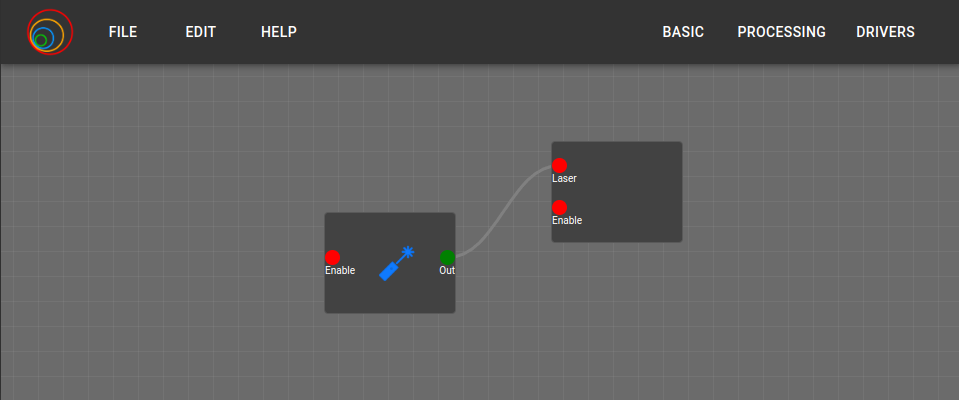 FILE EDIT HELP BASIC PROCESSING DRIVERS
Laser
Enable
Enable Out